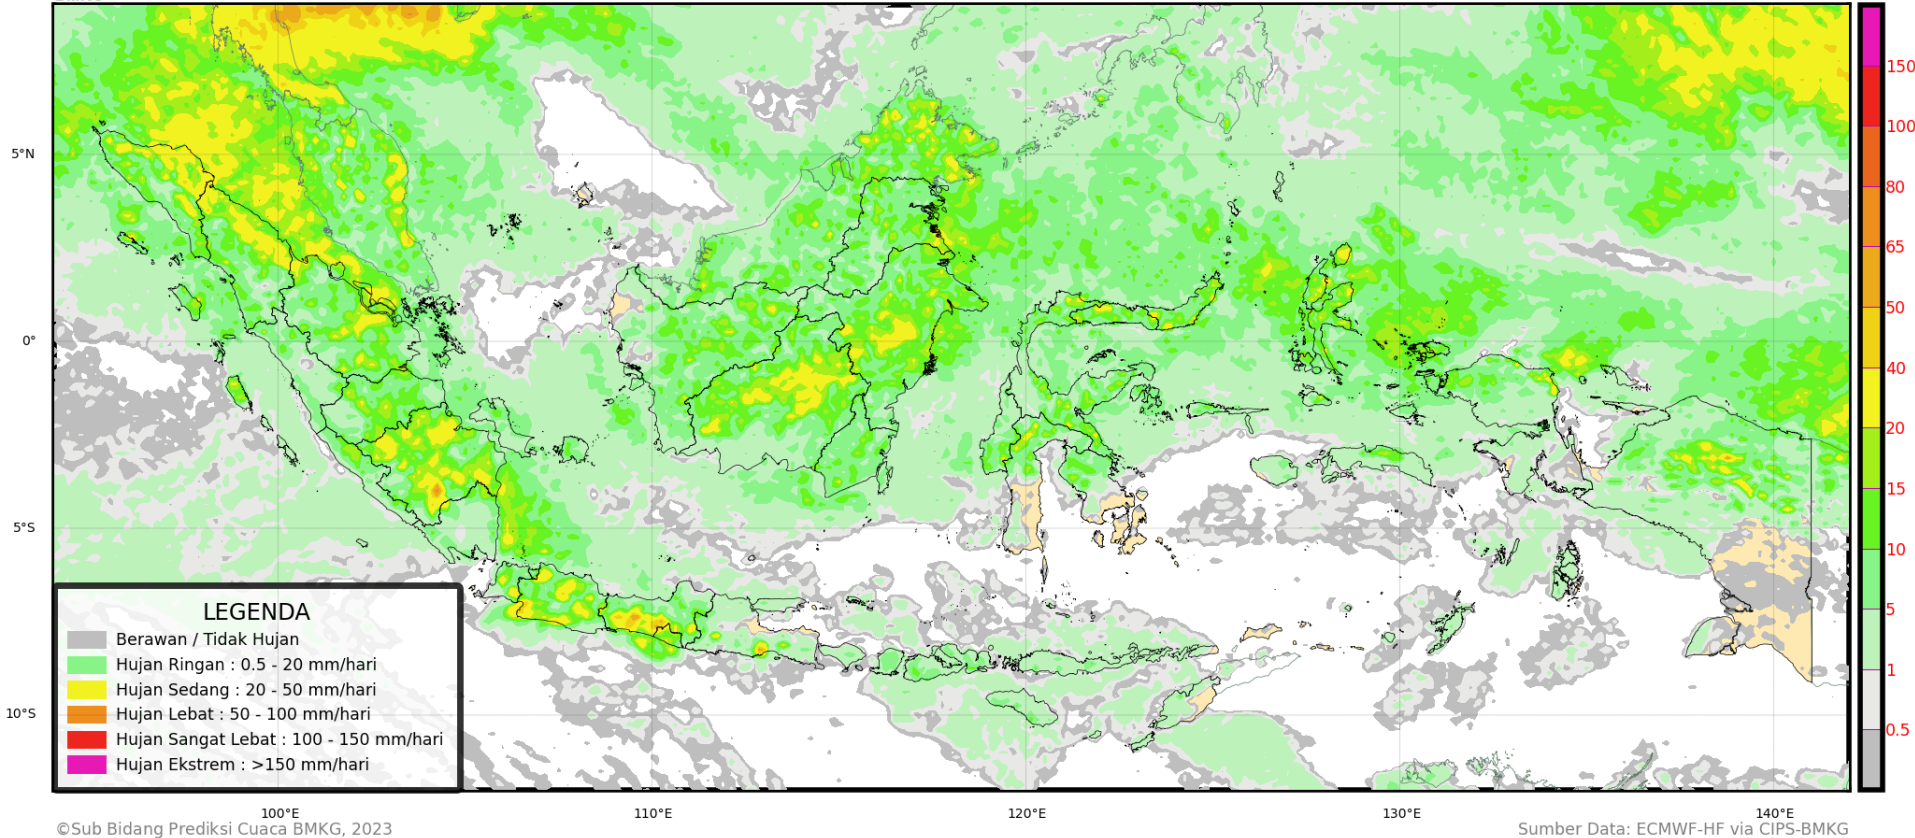 5°N
0°
5°S
10°S
150
100
80
65
50
40
20
15
10
5
1
0.5
LEGENDA
Berawan / Tidak Hujan
Hujan Ringan : 0.5 - 20 mm/hari
Hujan Sedang : 20 - 50 mm/hari
Hujan Lebat : 50 - 100 mm/hari
Hujan Sangat Lebat : 100 - 150 mm/hari
Hujan Ekstrem : >150 mm/hari
100°E
110°E
120°E
130°E
140°E
©Sub Bidang Prediksi Cuaca BMKG, 2023
Sumber Data: ECMWF-HF via CIPS-BMKG